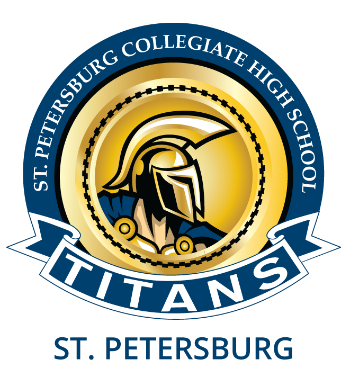 ST. PETERSBURG COLLEGIATE HIGH SCHOOL
TITANS
ST. PETERSBURG